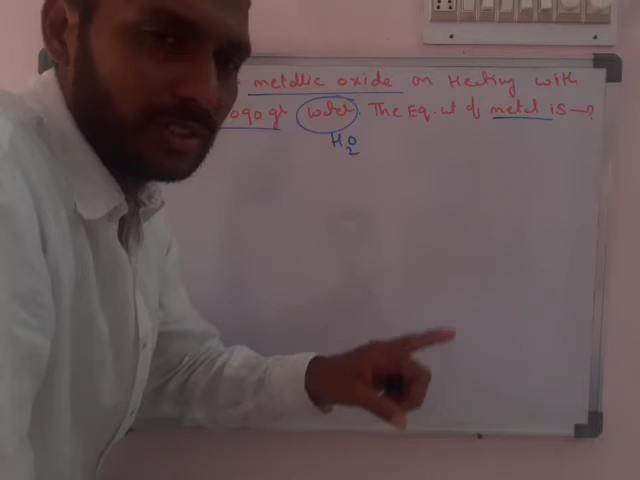 metallic oxide on Heating with
090 gr water. The Eq. wt of metal is →?
H2O